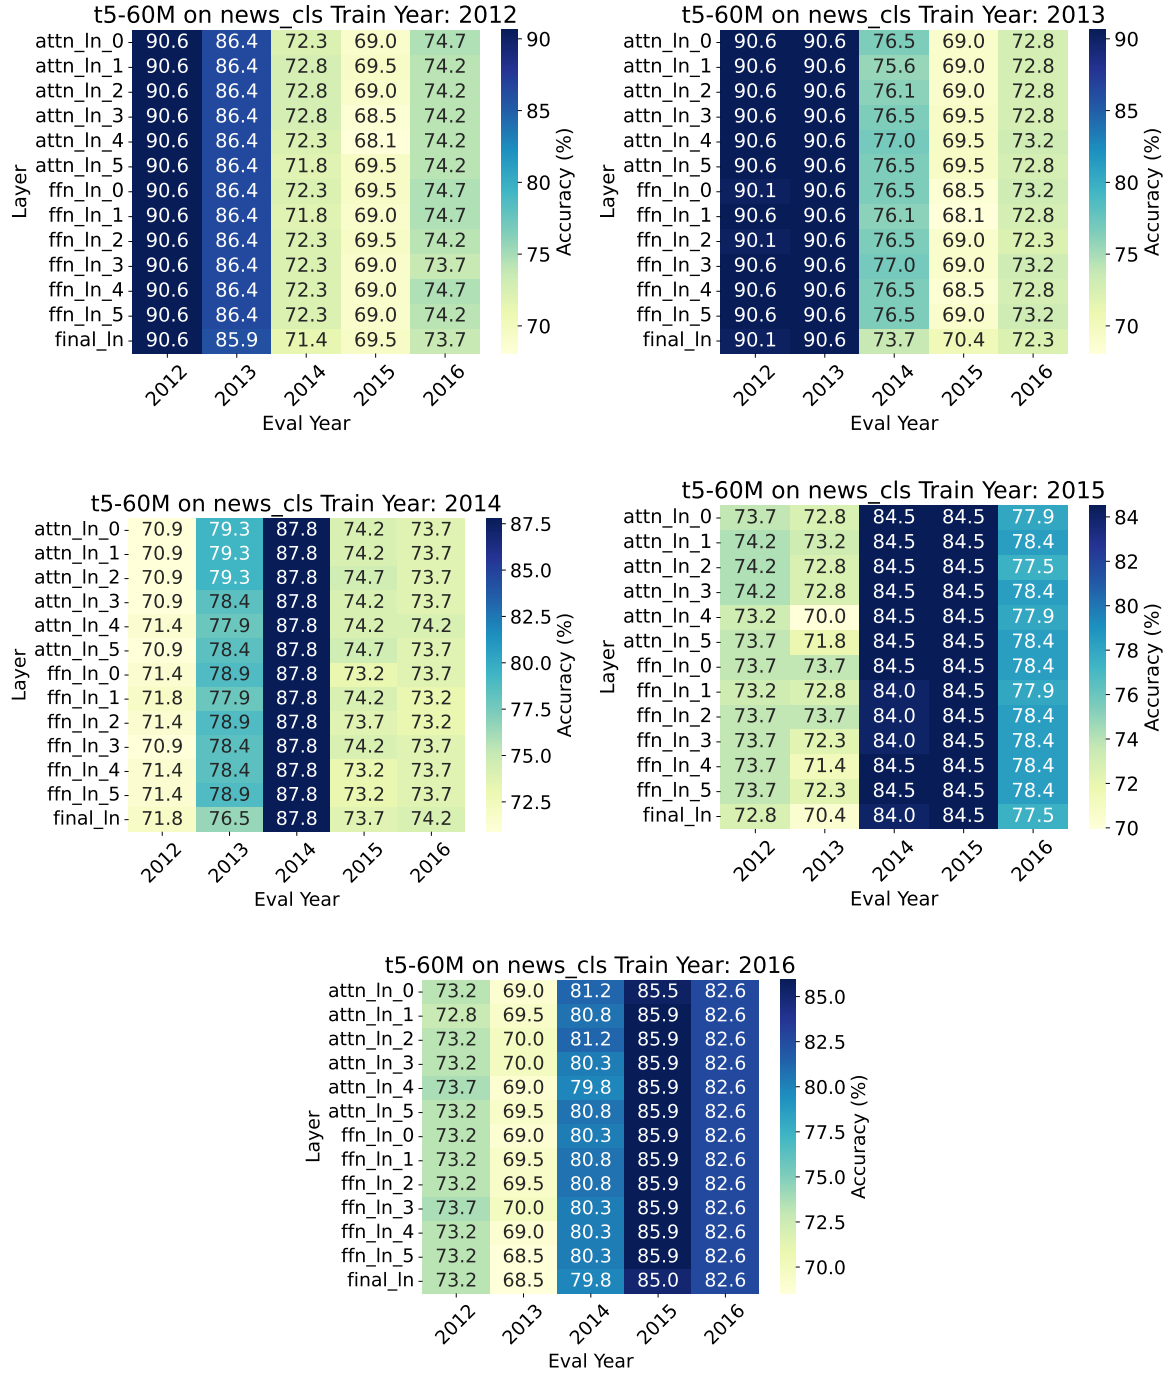 t5-60M on news_cls Train Year: 2012
attn_ln_0 90.6 86.4 72.3 69.0 74.7
attn_ln_1 90.6 86.4 72.8 69.5 74.2
attn_ln_2 90.6 86.4 72.8 69.0 74.2
attn_ln_3 90.6 86.4 72.8 68.5 74.2
attn_ln_4 90.6 86.4 72.3 68.1 74.2
attn_ln_5 90.6 86.4 71.8 69.5 74.2
ffn_ln_0 90.6 86.4 72.3 69.5 74.7
ffn_ln_1 90.6 86.4 71.8 69.0 74.7
ffn_ln_2 90.6 86.4 72.3 69.5 74.2
ffn_ln_3 90.6 86.4 72.3 69.0 73.7
ffn_ln_4 90.6 86.4 72.3 69.0 74.7
ffn_ln_5 90.6 86.4 72.3 69.0 74.2
final_ln 90.6 85.9 71.4 69.5 73.7
2012 2013 2014 2015 2016
Eval Year
Layer
90
85
80
75
70
Accuracy (%)
t5-60M on news_cls Train Year: 2013
attn_ln_0 90.6 90.6 76.5 69.0 72.8
attn_ln_1 90.6 90.6 75.6 69.0 72.8
attn_ln_2 90.6 90.6 76.1 69.0 72.8
attn_ln_3 90.6 90.6 76.5 69.5 72.8
attn_ln_4 90.6 90.6 77.0 69.5 73.2
attn_ln_5 90.6 90.6 76.5 69.5 72.8
ffn_ln_0 90.1 90.6 76.5 68.5 73.2
ffn_ln_1 90.6 90.6 76.1 68.1 72.8
ffn_ln_2 90.1 90.6 76.5 69.0 72.3
ffn_ln_3 90.6 90.6 77.0 69.0 73.2
ffn_ln_4 90.6 90.6 76.5 68.5 72.8
ffn_ln_5 90.6 90.6 76.5 69.0 73.2
final_ln 90.1 90.6 73.7 70.4 72.3
2012 2013 2014 2015 2016
Eval Year
Layer
90
85
80
75
70
Accuracy (%)
t5-60M on news_cls Train Year: 2014
attn_ln_0 70.9 79.3 87.8 74.2 73.7
attn_ln_1 70.9 79.3 87.8 74.2 73.7
attn_ln_2 70.9 79.3 87.8 74.7 73.7
attn_ln_3 70.9 78.4 87.8 74.2 73.7
attn_ln_4 71.4 77.9 87.8 74.2 74.2
attn_ln_5 70.9 78.4 87.8 74.7 73.7
ffn_ln_0 71.4 78.9 87.8 73.2 73.7
ffn_ln_1 71.8 77.9 87.8 74.2 73.2
ffn_ln_2 71.4 78.9 87.8 73.7 73.2
ffn_ln_3 70.9 78.4 87.8 74.2 73.7
ffn_ln_4 71.4 78.4 87.8 73.2 73.7
ffn_ln_5 71.4 78.9 87.8 73.2 73.7
final_ln 71.8 76.5 87.8 73.7 74.2
2012 2013 2014 2015 2016
Eval Year
Layer
87.5
85.0
82.5
80.0
77.5
75.0
72.5
Accuracy (%)
t5-60M on news_cls Train Year: 2015
attn_ln_0 73.7 72.8 84.5 84.5 77.9
attn_ln_1 74.2 73.2 84.5 84.5 78.4
attn_ln_2 74.2 72.8 84.5 84.5 77.5
attn_ln_3 74.2 72.8 84.5 84.5 78.4
attn_ln_4 73.2 70.0 84.5 84.5 77.9
attn_ln_5 73.7 71.8 84.5 84.5 78.4
ffn_ln_0 73.7 73.7 84.5 84.5 78.4
ffn_ln_1 73.2 72.8 84.0 84.5 77.9
ffn_ln_2 73.7 73.7 84.0 84.5 78.4
ffn_ln_3 73.7 72.3 84.0 84.5 78.4
ffn_ln_4 73.7 71.4 84.5 84.5 78.4
ffn_ln_5 73.7 72.3 84.5 84.5 78.4
final_ln 72.8 70.4 84.0 84.5 77.5
2012 2013 2014 2015 2016
Eval Year
Layer
84
82
80
78
76
74
72
70
Accuracy (%)
t5-60M on news_cls Train Year: 2016
attn_ln_0 73.2 69.0 81.2 85.5 82.6
attn_ln_1 72.8 69.5 80.8 85.9 82.6
attn_ln_2 73.2 70.0 81.2 85.9 82.6
attn_ln_3 73.2 70.0 80.3 85.9 82.6
attn_ln_4 73.7 69.0 79.8 85.9 82.6
attn_ln_5 73.2 69.5 80.8 85.9 82.6
ffn_ln_0 73.2 69.0 80.3 85.9 82.6
ffn_ln_1 73.2 69.5 80.8 85.9 82.6
ffn_ln_2 73.2 69.5 80.8 85.9 82.6
ffn_ln_3 73.7 70.0 80.3 85.9 82.6
ffn_ln_4 73.2 69.0 80.3 85.9 82.6
ffn_ln_5 73.2 68.5 80.3 85.9 82.6
final_ln 73.2 68.5 79.8 85.0 82.6
2012 2013 2014 2015 2016
Eval Year
Layer
85.0
82.5
80.0
77.5
75.0
72.5
70.0
Accuracy (%)